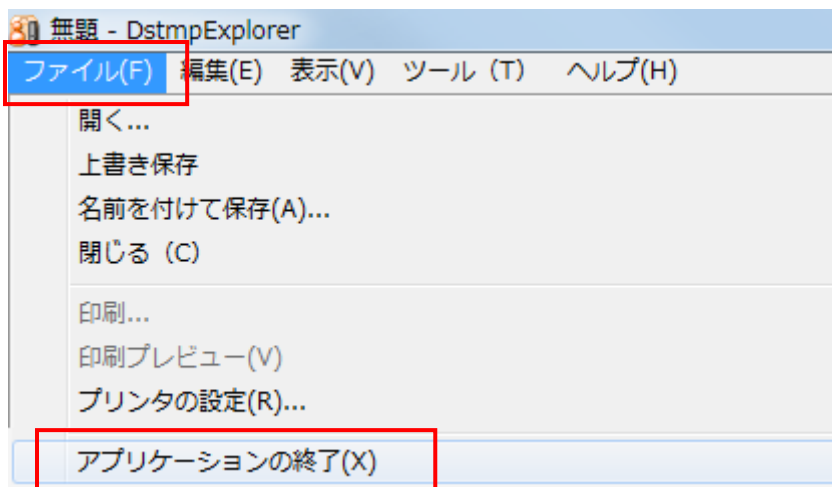 無題 - DstmpExplorer
ファイル(F) 編集(E) 表示(V) ツール（T） ヘルプ(H)
開く...
上書き保存
名前を付けて保存(A)...
閉じる（C）
印刷...
印刷プレビュー(V)
プリンタの設定(R)...
アプリケーションの終了(X)